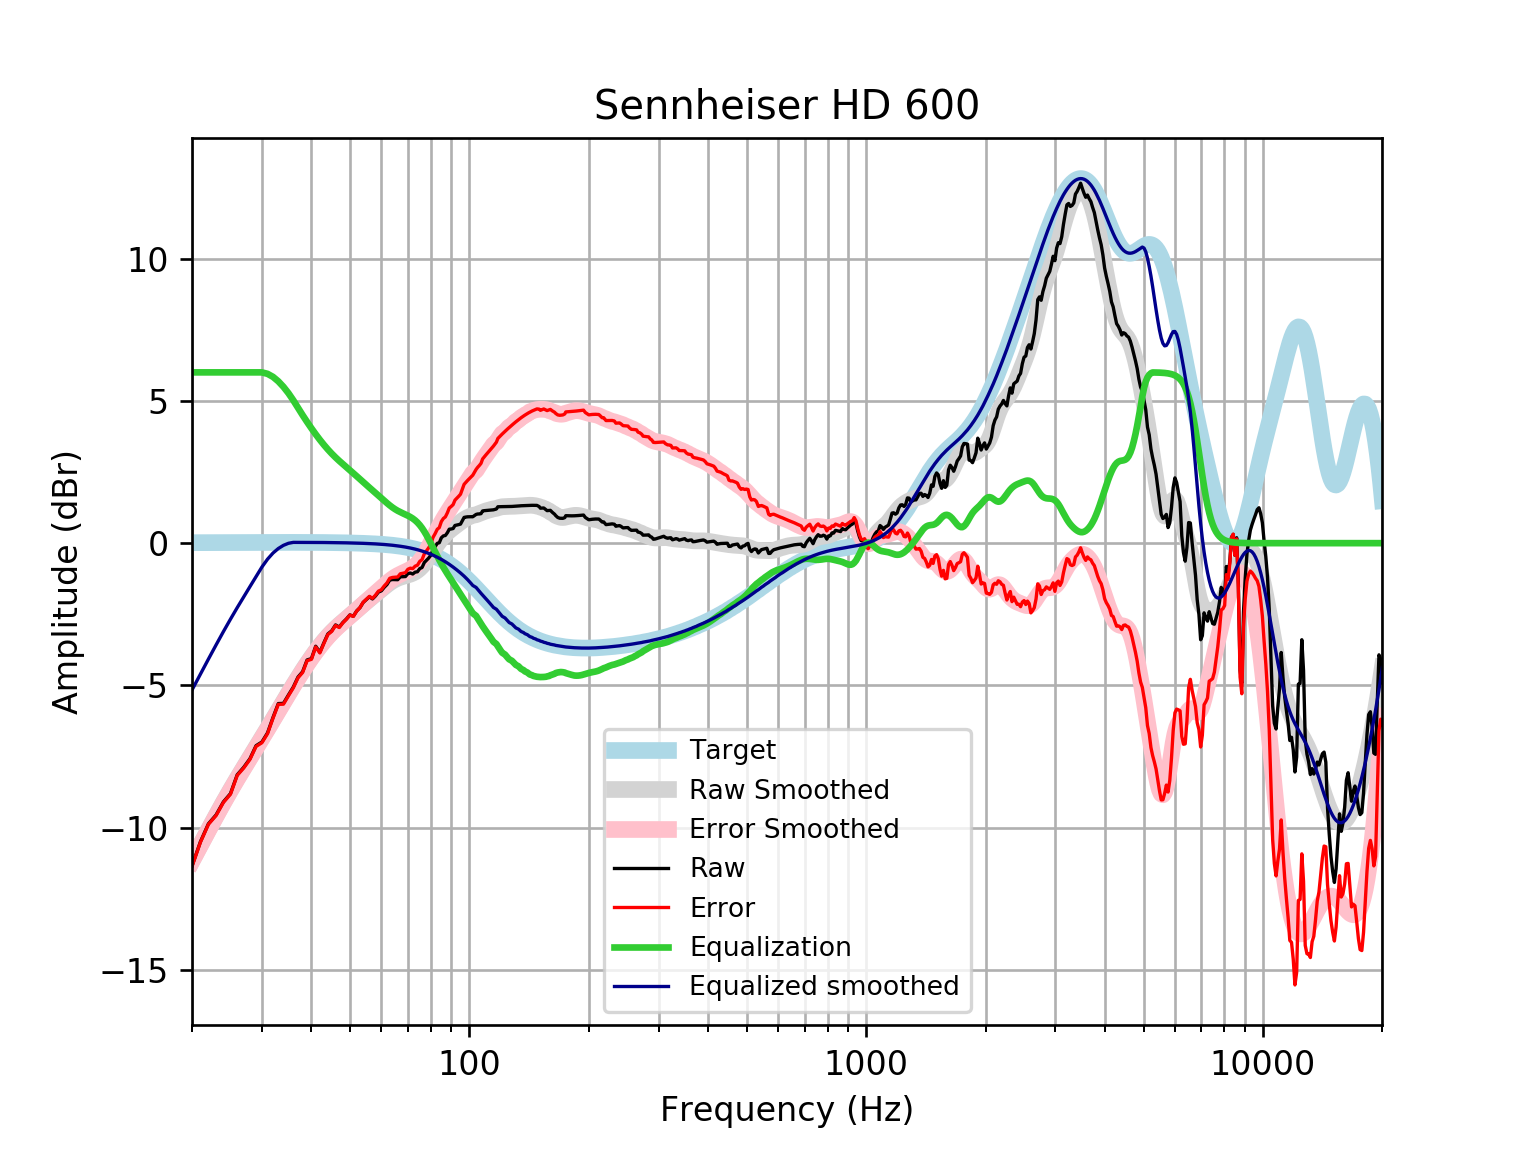 Sennheiser HD 600
Amplitude (dBr)
10
5
0
−5
−10
−15
Target
Raw Smoothed
Error Smoothed
Raw
Error
Equalization
Equalized smoothed
100
1000
10000
Frequency (Hz)